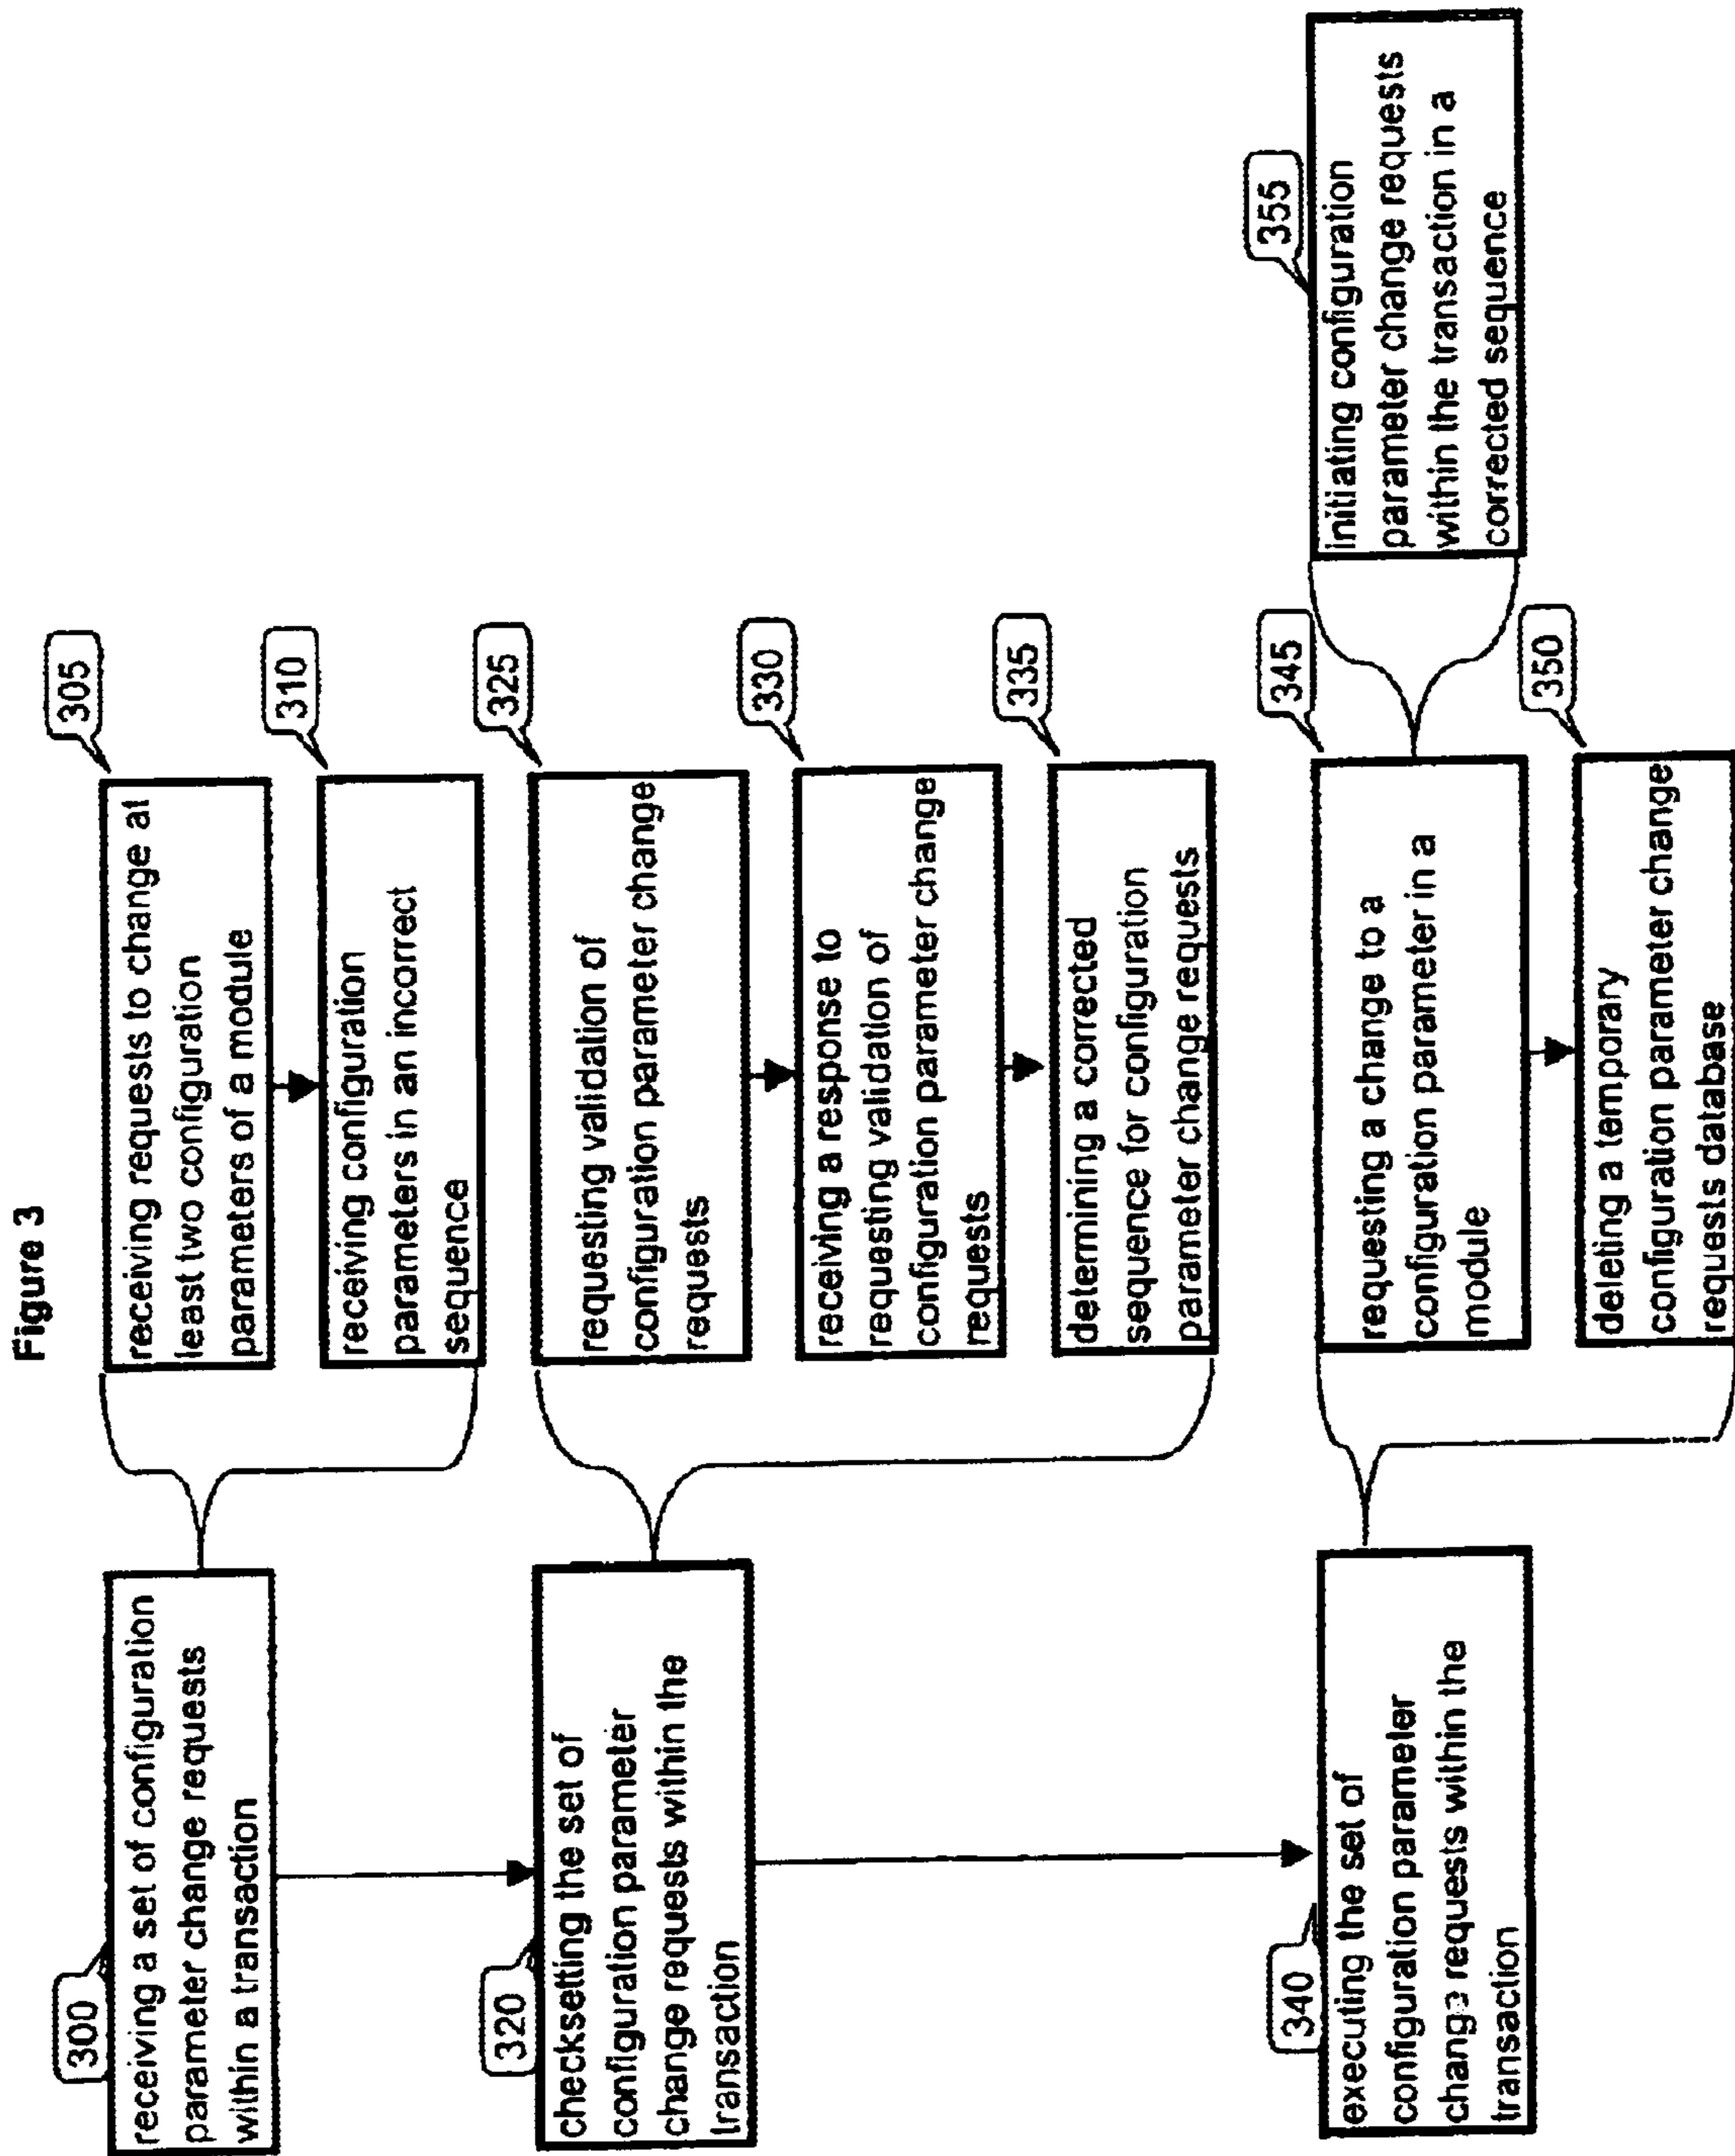 Figure 3
300
receiving a set of configuration
parameter change requests
within a transaction
305
receiving requests to change at
least two configuration
parameters of a module
310
receiving configuration
parameters in an incorrect
sequence
320
checksetting the set of
configuration parameter
change requests within the
transaction
325
requesting validation of
configuration parameter change
requests
330
receiving a response to
requesting validation of
configuration parameter change
requests
335
determining a corrected
sequence for configuration
parameter change requests
340
executing the set of
configuration parameter
change requests within the
transaction
345
requesting a change to a
configuration parameter in a
module
350
deleting a temporary
configuration parameter change
requests database
355
initiating configuration
parameter change requests
within the transaction in a
corrected sequence